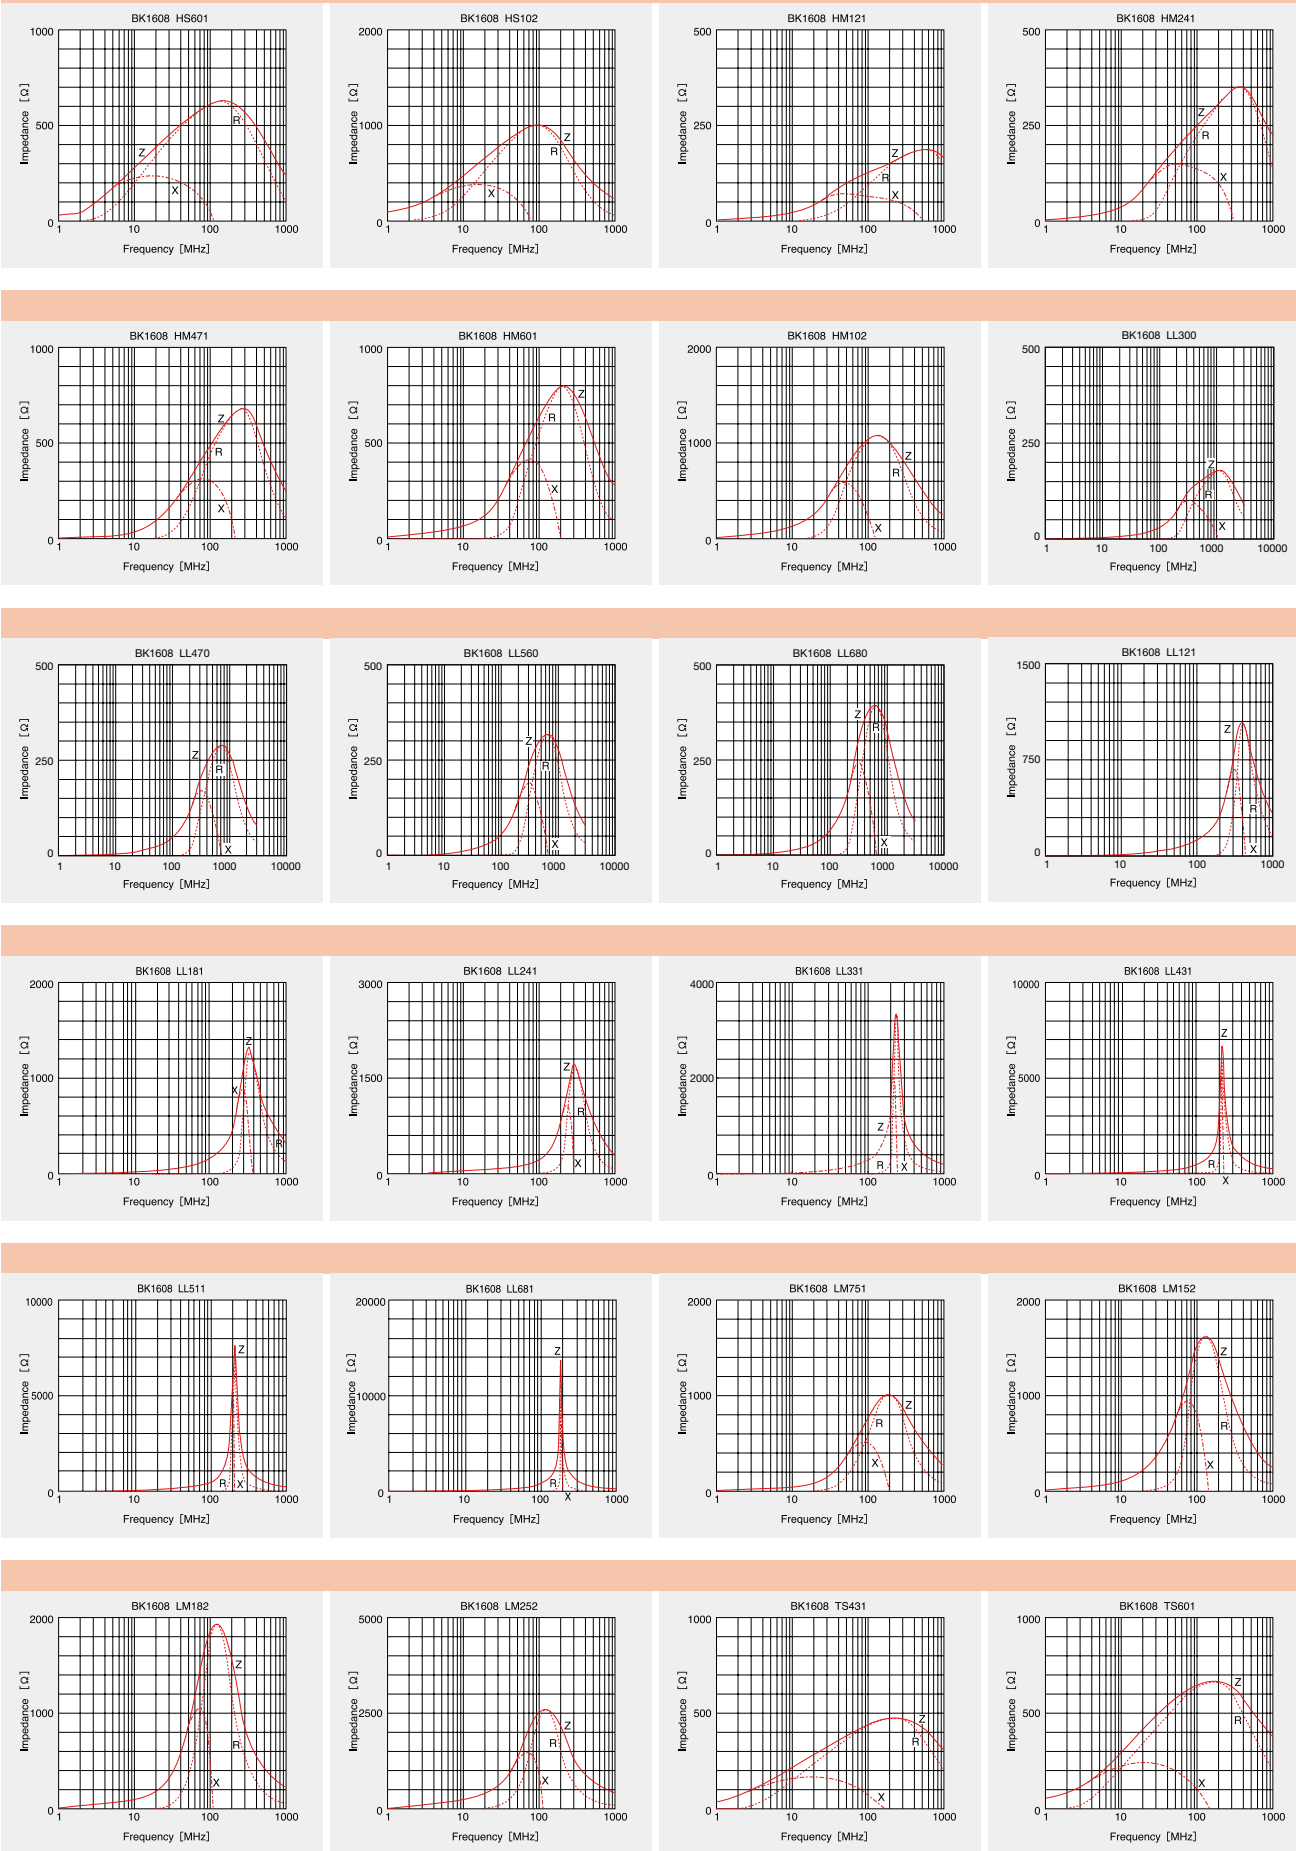 BK1608 HS601
1000
500
0
Impedance [Ω]
Z
R
X
1 10 100 1000
Frequency [MHz]
BK1608 HS102
2000
1000
0
Impedance [Ω]
Z
R
X
1 10 100 1000
Frequency [MHz]
BK1608 HM121
500
250
0
Impedance [Ω]
Z
R
X
1 10 100 1000
Frequency [MHz]
BK1608 HM241
500
250
0
Impedance [Ω]
Z
R
X
1 10 100 1000
Frequency [MHz]
BK1608 HM471
1000
500
0
Impedance [Ω]
Z
R
X
1 10 100 1000
Frequency [MHz]
BK1608 HM601
1000
500
0
Impedance [Ω]
Z
R
X
1 10 100 1000
Frequency [MHz]
BK1608 HM102
2000
1000
0
Impedance [Ω]
Z
R
X
1 10 100 1000
Frequency [MHz]
BK1608 LL300
500
250
0
Impedance [Ω]
Z
R
X
1 10 100 1000 10000
Frequency [MHz]
BK1608 LL470
500
250
0
Impedance [Ω]
Z
R
X
1 10 100 1000 10000
Frequency [MHz]
BK1608 LL560
500
250
0
Impedance [Ω]
Z
R
X
1 10 100 1000 10000
Frequency [MHz]
BK1608 LL680
500
250
0
Impedance [Ω]
Z
R
X
1 10 100 1000 10000
Frequency [MHz]
BK1608 LL121
1500
750
0
Impedance [Ω]
Z
R
X
1 10 100 1000
Frequency [MHz]
BK1608 LL181
2000
1000
0
Impedance [Ω]
Z
X
R
1 10 100 1000
Frequency [MHz]
BK1608 LL241
3000
1500
0
Impedance [Ω]
Z
R
X
1 10 100 1000
Frequency [MHz]
BK1608 LL331
4000
2000
0
Impedance [Ω]
Z
R X
1 10 100 1000
Frequency [MHz]
BK1608 LL431
10000
5000
0
Impedance [Ω]
Z
R
X
1 10 100 1000
Frequency [MHz]
BK1608 LL511
10000
5000
0
Impedance [Ω]
Z
R X
1 10 100 1000
Frequency [MHz]
BK1608 LL681
20000
10000
0
Impedance [Ω]
Z
R
X
1 10 100 1000
Frequency [MHz]
BK1608 LM751
2000
1000
0
Impedance [Ω]
Z
R
X
1 10 100 1000
Frequency [MHz]
BK1608 LM152
2000
1000
0
Impedance [Ω]
Z
R
X
1 10 100 1000
Frequency [MHz]
BK1608 LM182
2000
1000
0
Impedance [Ω]
Z
R
X
1 10 100 1000
Frequency [MHz]
BK1608 LM252
5000
2500
0
Impedance [Ω]
Z
R
X
1 10 100 1000
Frequency [MHz]
BK1608 TS431
1000
500
0
Impedance [Ω]
Z
R
X
1 10 100 1000
Frequency [MHz]
BK1608 TS601
1000
500
0
Impedance [Ω]
Z
R
X
1 10 100 1000
Frequency [MHz]